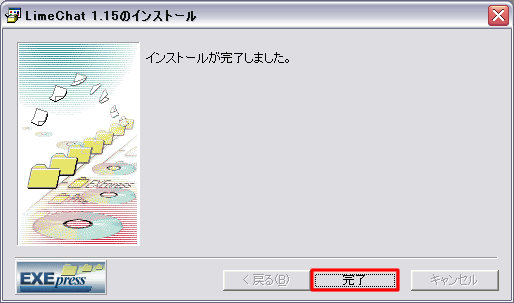 LimeChat 1.15のインストール
インストールが完了しました。
EXEpress
EXEpress
< 戻る(B)
完了
キャンセル